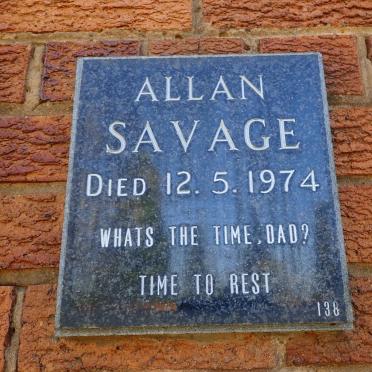 ALLAN
SAVAGE
DIED 12.5.1974
WHATS THE TIME, DAD?
TIME TO REST
138